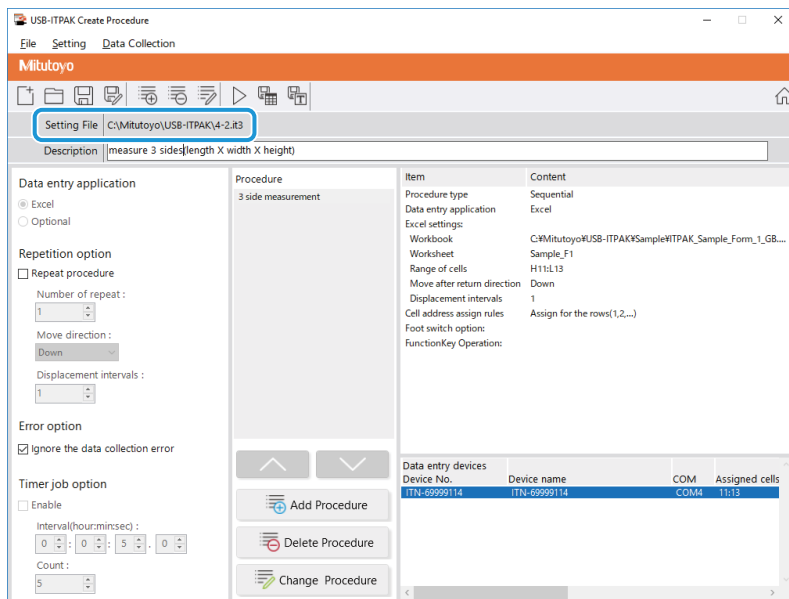 USB-ITPAK Create Procedure
File Setting Data Collection
Mitutoyo
Setting File C:\Mitutoyo\USB-ITPAK\4-2.it3
Description measure 3 sides(length X width X height)
Data entry application
Excel
Optional
Repetition option
Repeat procedure
Number of repeat :
1
Move direction :
Down
Displacement intervals :
1
Error option
Ignore the data collection error
Timer job option
Enable
Interval(hour:min:sec) :
0 : 0 : 5 . 0
Count :
5
Procedure
3 side measurement
Add Procedure
Delete Procedure
Change Procedure
Item Content
Procedure type Sequential
Data entry application Excel
Excel settings:
Workbook C:¥Mitutoyo¥USB-ITPAK¥Sample¥ITPAK_Sample_Form_1_GB....
Worksheet Sample_F1
Range of cells H11:L13
Move after return direction Down
Displacement intervals 1
Cell address assign rules Assign for the rows(1,2,...)
Foot switch option:
FunctionKey Operation:
Data entry devices
Device No. Device name COM Assigned cells
ITN-69999114 ITN-69999114 COM4 11:13